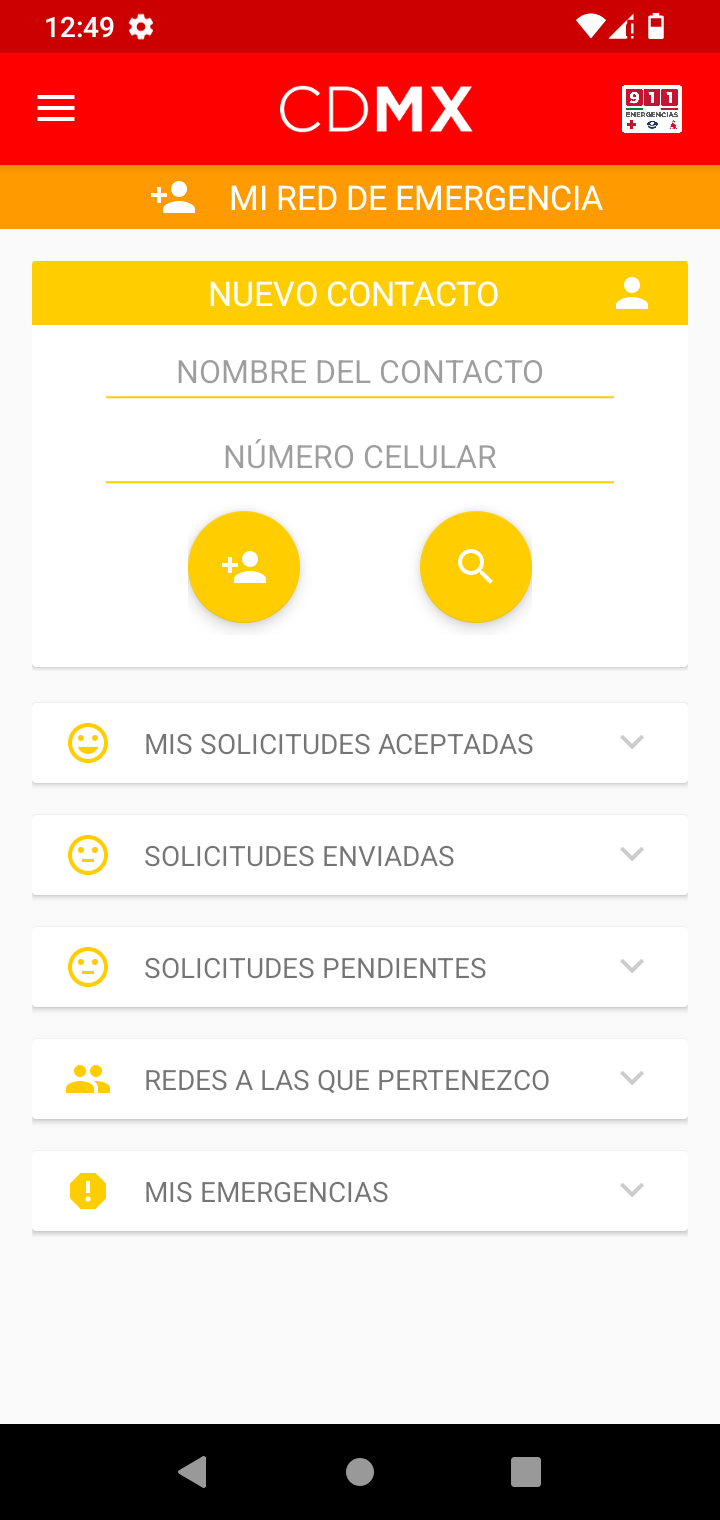 12:49
CDMX
911
EMERGENCIAS
MI RED DE EMERGENCIA
NUEVO CONTACTO
NOMBRE DEL CONTACTO
NÚMERO CELULAR
MIS SOLICITUDES ACEPTADAS
SOLICITUDES ENVIADAS
SOLICITUDES PENDIENTES
REDES A LAS QUE PERTENEZCO
MIS EMERGENCIAS